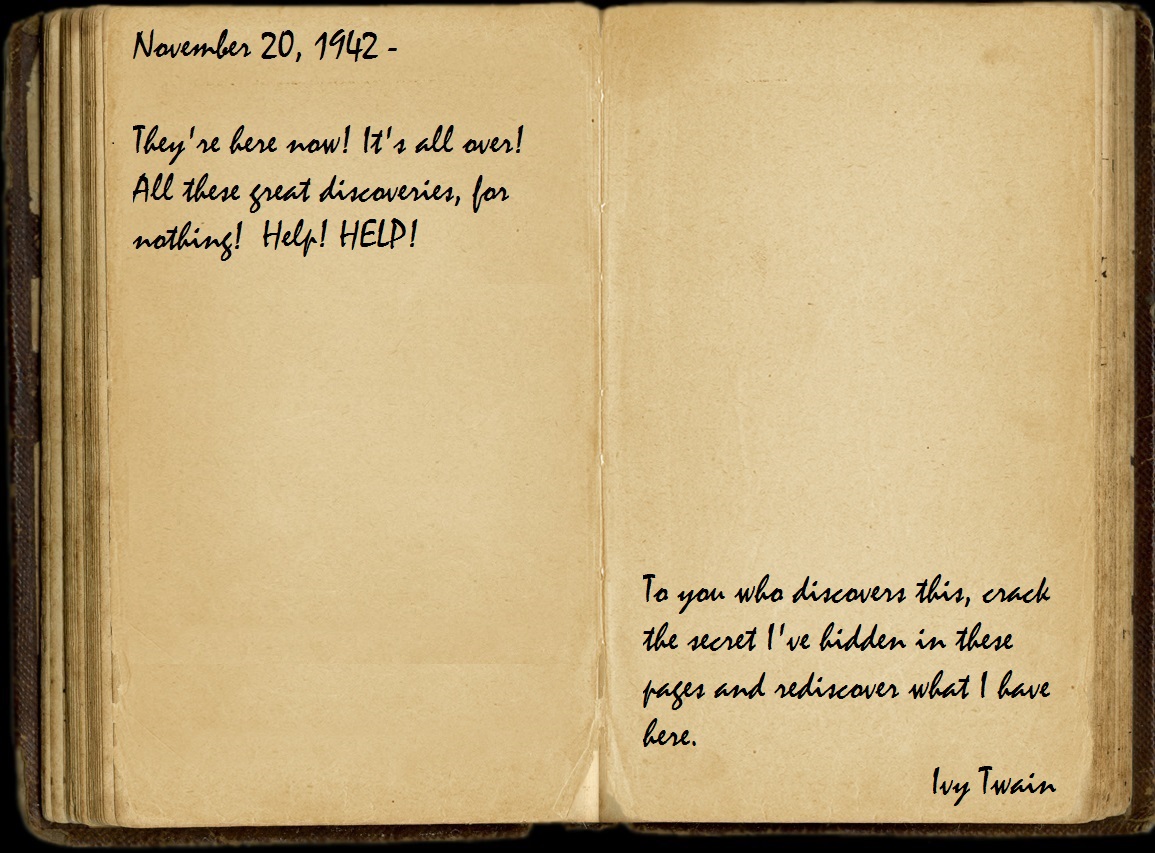 November 20, 1942 -
They're here now! It's all over!
All these great discoveries, for
nothing!  Help! HELP!
To you who discovers this, crack
the secret I've hidden in these
pages and rediscover what I have
here.
Ivy Twain